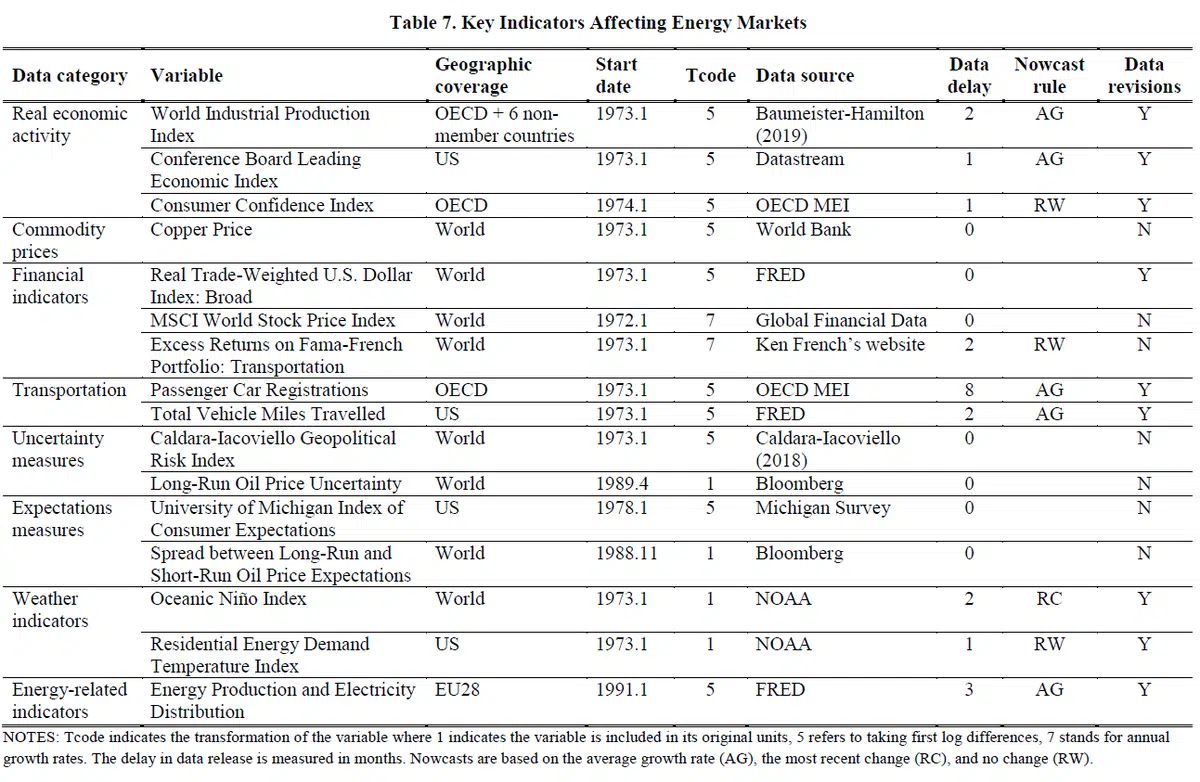 Table 7. Key Indicators Affecting Energy Markets
Data category Variable Geographic coverage Start date Tcode Data source Data delay Nowcast rule Data revisions
Real economic activity World Industrial Production Index OECD + 6 non-member countries 1973.1 5 Baumeister-Hamilton (2019) 2 AG Y
Conference Board Leading Economic Index US 1973.1 5 Datastream 1 AG Y
Consumer Confidence Index OECD 1974.1 5 OECD MEI 1 RW Y
Commodity prices Copper Price World 1973.1 5 World Bank 0 N
Financial indicators Real Trade-Weighted U.S. Dollar Index: Broad World 1973.1 5 FRED 0 Y
MSCI World Stock Price Index World 1972.1 7 Global Financial Data 0 N
Excess Returns on Fama-French Portfolio: Transportation World 1973.1 7 Ken French's website 2 RW N
Transportation Passenger Car Registrations OECD 1973.1 5 OECD MEI 8 AG Y
Total Vehicle Miles Travelled US 1973.1 5 FRED 2 AG Y
Uncertainty measures Caldara-Iacoviello Geopolitical Risk Index World 1973.1 5 Caldara-Iacoviello (2018) 0 N
Long-Run Oil Price Uncertainty World 1989.4 1 Bloomberg 0 N
Expectations measures University of Michigan Index of Consumer Expectations US 1978.1 5 Michigan Survey 0 N
Spread between Long-Run and Short-Run Oil Price Expectations World 1988.11 1 Bloomberg 0 N
Weather indicators Oceanic Niño Index World 1973.1 1 NOAA 2 RC Y
Residential Energy Demand Temperature Index US 1973.1 1 NOAA 1 RW Y
Energy-related indicators Energy Production and Electricity Distribution EU28 1991.1 5 FRED 3 AG Y
NOTES: Tcode indicates the transformation of the variable where 1 indicates the variable is included in its original units, 5 refers to taking first log differences, 7 stands for annual
growth rates. The delay in data release is measured in months. Nowcasts are based on the average growth rate (AG), the most recent change (RC), and no change (RW).